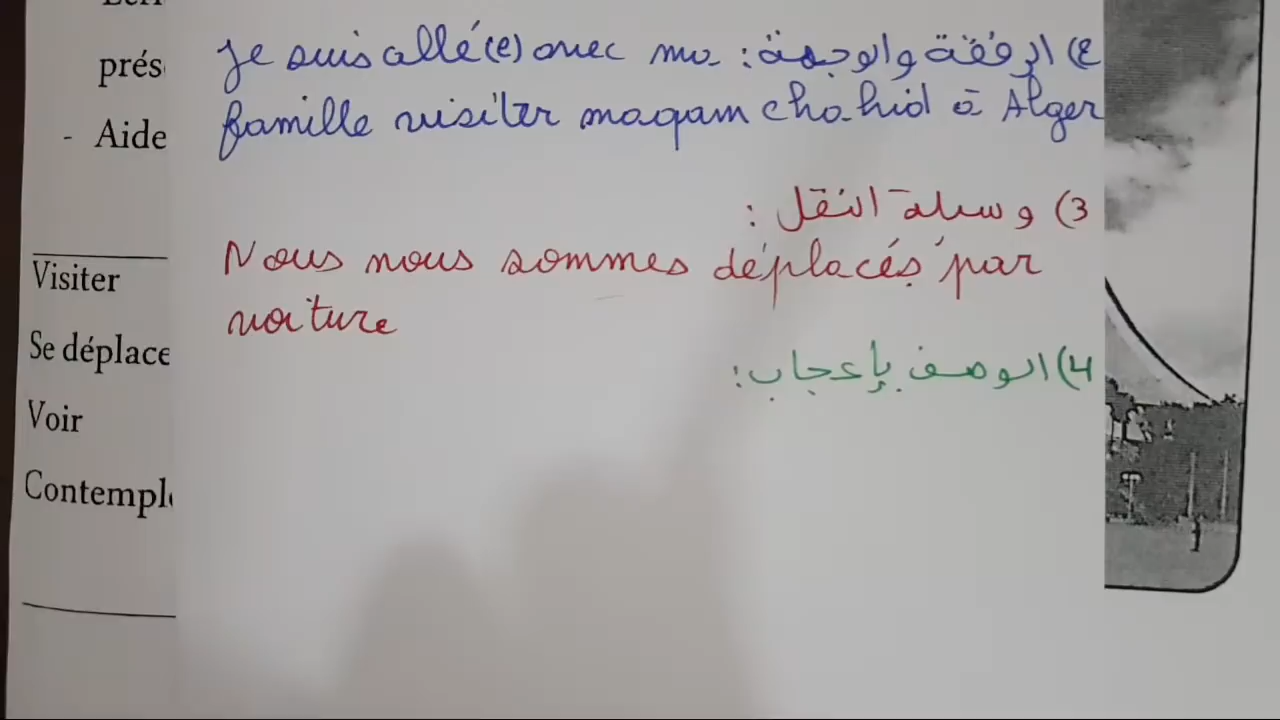 prés
- Aide
Visiter
Se déplace
Voir
Contempl
2) الرفقة والوجهة : Je suis allé(e) avec ma
famille visiter maqam chahid à Alger
3) وسيلة النقل :
Nous nous sommes déplacés par
voiture
4) الوصف بإعجاب :